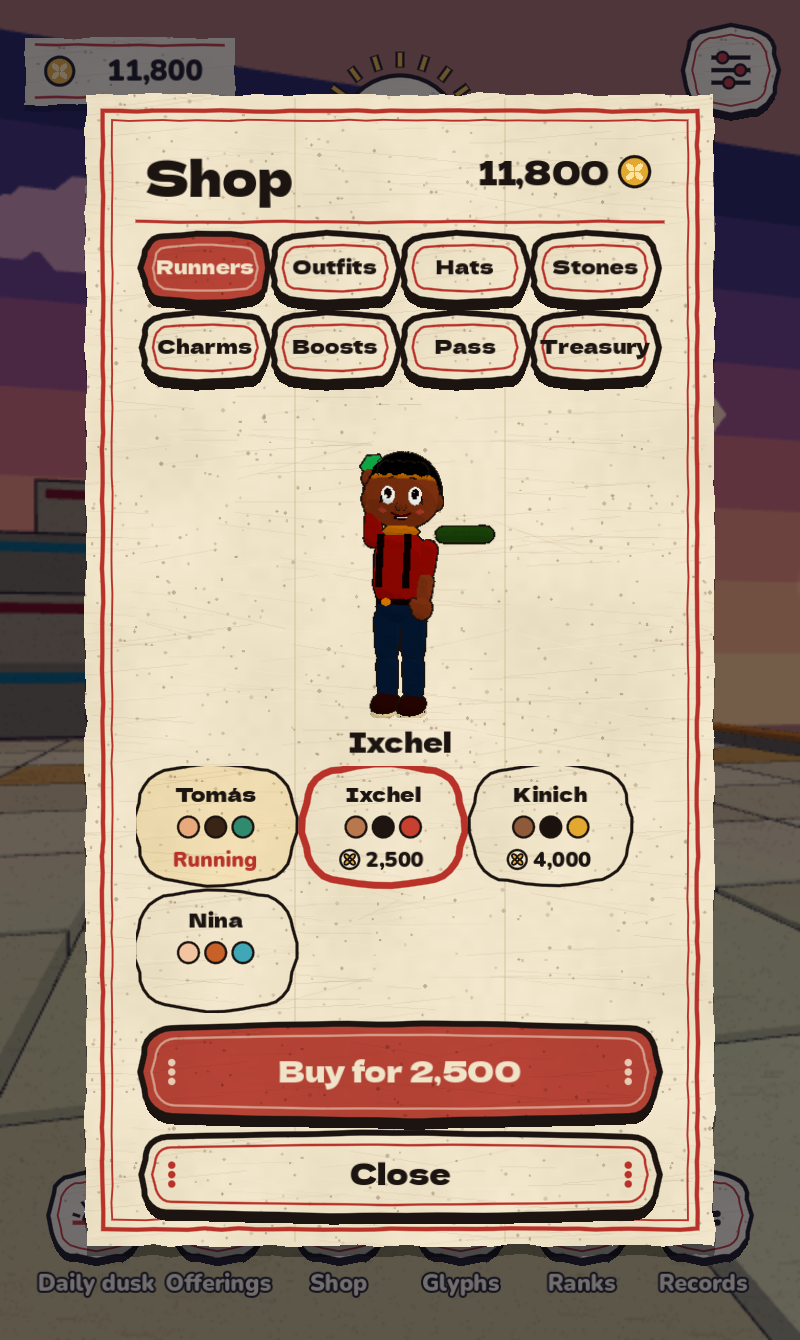 11,800
Shop 11,800
Runners Outfits Hats Stones
Charms Boosts Pass Treasury
Ixchel
Tomás Ixchel Kinich
Running 2,500 4,000
Nina
Buy for 2,500
Close
Daily dusk Offerings Shop Glyphs Ranks Records